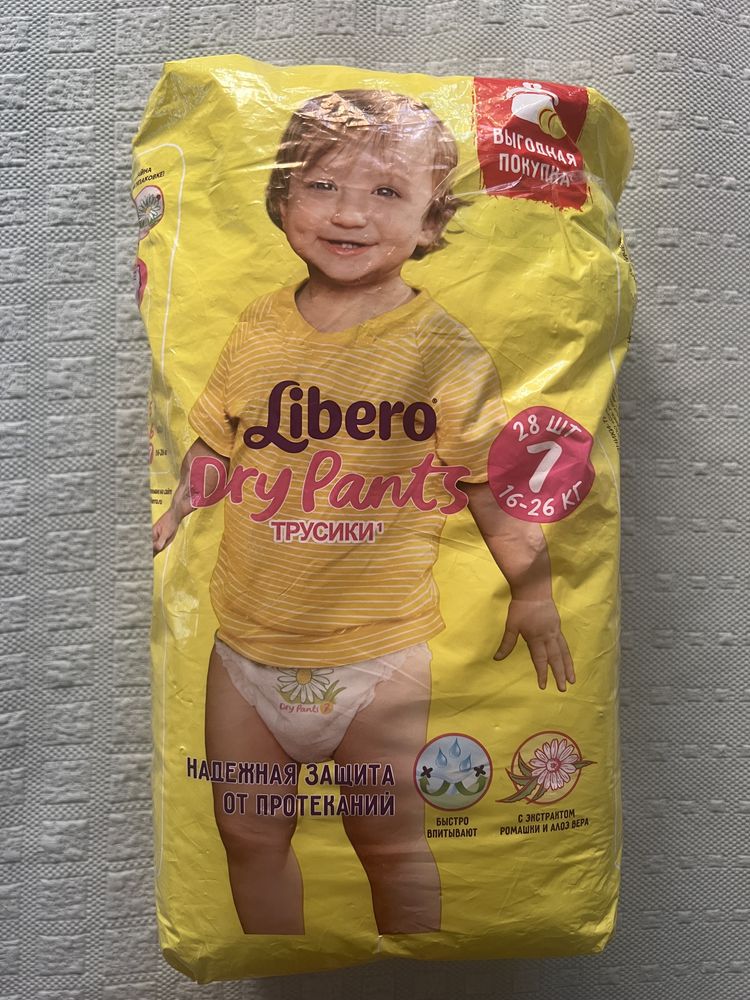 ВЫГОДНАЯ
ПОКУПКА
Libero
Dry Pants
ТРУСИКИ¹
28 ШТ
7
16-26 КГ
Dry Pants 7
НАДЕЖНАЯ ЗАЩИТА
ОТ ПРОТЕКАНИЙ
БЫСТРО
ВПИТЫВАЮТ
С ЭКСТРАКТОМ
РОМАШКИ И АЛОЭ ВЕРА